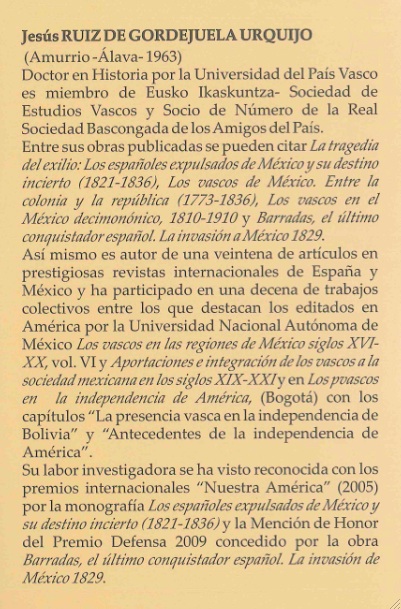 Jesús RUIZ DE GORDEJUELA URQUIJO
(Amurrio -Álava- 1963)
Doctor en Historia por la Universidad del País Vasco
es miembro de Eusko Ikaskuntza- Sociedad de
Estudios Vascos y Socio de Número de la Real
Sociedad Bascongada de los Amigos del País.
Entre sus obras publicadas se pueden citar La tragedia
del exilio: Los españoles expulsados de México y su destino
incierto (1821-1836), Los vascos de México. Entre la
colonia y la república (1773-1836), Los vascos en el
México decimonónico, 1810-1910 y Barradas, el último
conquistador español. La invasión a México 1829.
Así mismo es autor de una veintena de artículos en
prestigiosas revistas internacionales de España y
México y ha participado en una decena de trabajos
colectivos entre los que destacan los editados en
América por la Universidad Nacional Autónoma de
México Los vascos en las regiones de México siglos XVI-
XX, vol. VI y Aportaciones e integración de los vascos a la
sociedad mexicana en los siglos XIX-XXI y en Los pvascos
en la independencia de América, (Bogotá) con los
capítulos “La presencia vasca en la independencia de
Bolivia” y “Antecedentes de la independencia de
América”.
Su labor investigadora se ha visto reconocida con los
premios internacionales “Nuestra América” (2005)
por la monografía Los españoles expulsados de México y
su destino incierto (1821-1836) y la Mención de Honor
del Premio Defensa 2009 concedido por la obra
Barradas, el último conquistador español. La invasión de
México 1829.